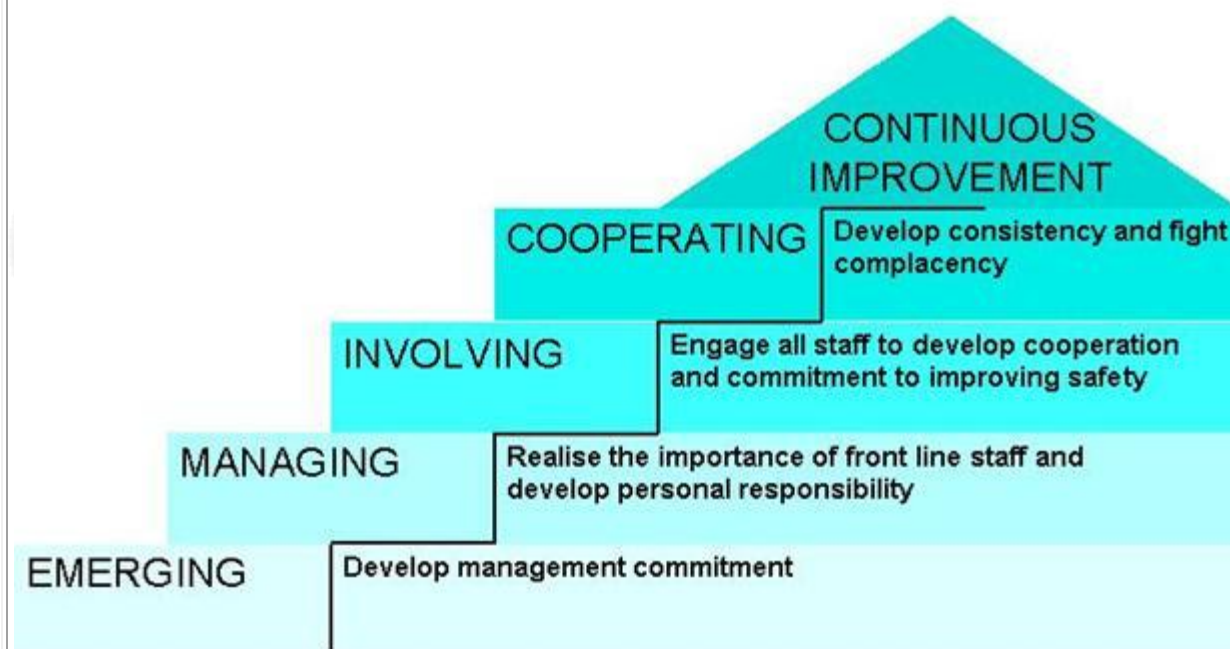 CONTINUOUS
IMPROVEMENT
COOPERATING
Develop consistency and fight
complacency
INVOLVING
Engage all staff to develop cooperation
and commitment to improving safety
MANAGING
Realise the importance of front line staff and
develop personal responsibility
EMERGING
Develop management commitment